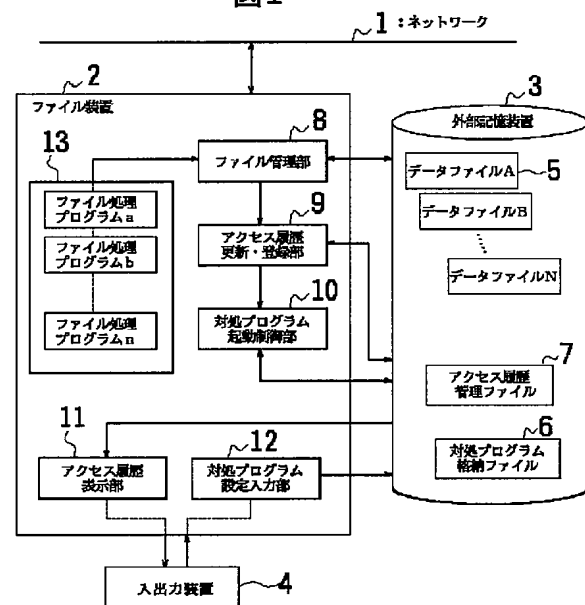 図1
1:ネットワーク
2
ファイル装置
3
外部記憶装置
8
ファイル管理部
13
ファイル処理
プログラムa
ファイル処理
プログラムb
ファイル処理
プログラムn
データファイルA
5
データファイルB
データファイルN
9
アクセス履歴
更新・登録部
10
対処プログラム
起動制御部
7
アクセス履歴
管理ファイル
11
アクセス履歴
表示部
12
対処プログラム
設定入力部
6
対処プログラム
格納ファイル
入出力装置
4